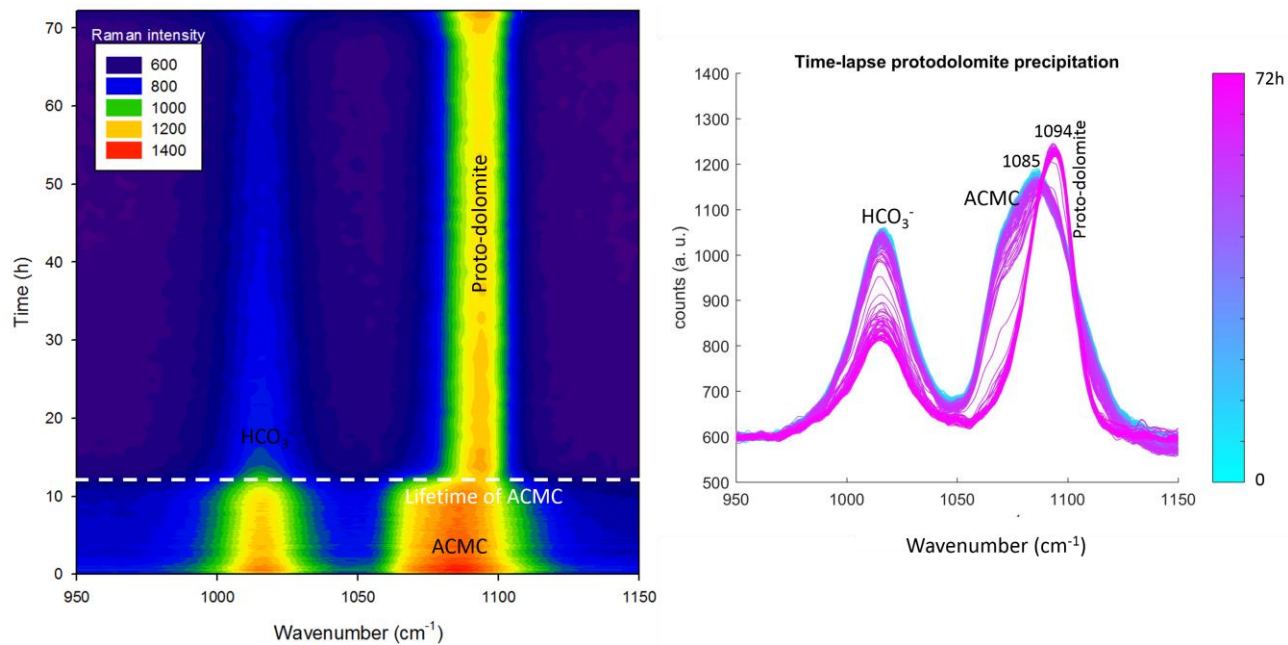 Raman intensity
600
800
1000
1200
1400
70
60
50
40
30
20
10
0
Time (h)
Proto-dolomite
HCO₃
Lifetime of ACMC
ACMC
950
1000
1050
1100
1150
Wavenumber (cm⁻¹)
Time-lapse protodolomite precipitation
1400
1300
1200
1100
1000
900
800
700
600
500
counts (a. u.)
HCO₃⁻
ACMC
1085
1094
Proto-dolomite
950
1000
1050
1100
1150
Wavenumber (cm⁻¹)
72h
0